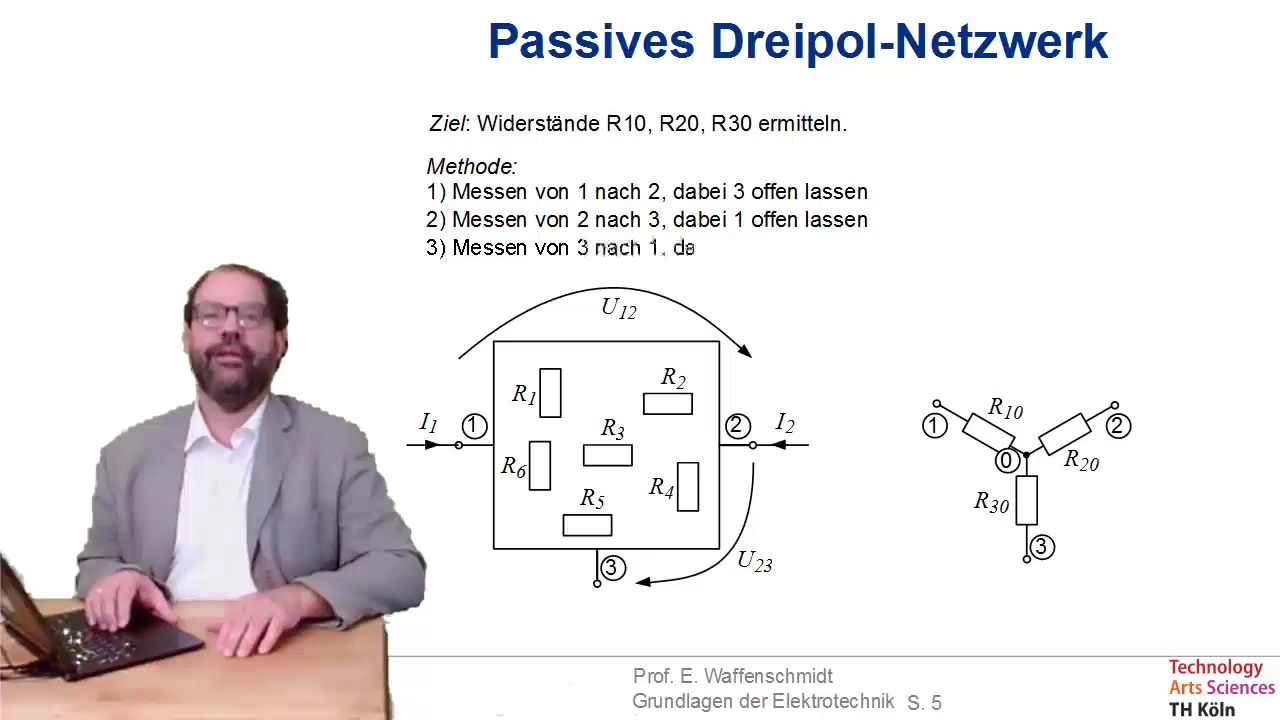 Passives Dreipol-Netzwerk
Ziel: Widerstände R10, R20, R30 ermitteln.
Methode:
1) Messen von 1 nach 2, dabei 3 offen lassen
2) Messen von 2 nach 3, dabei 1 offen lassen
3) Messen von 3 nach 1, da
U12
R1
R2
I1
1
R3
2
I2
R6
R4
R5
3
U23
1
R10
2
0
R20
R30
3
Prof. E. Waffenschmidt
Grundlagen der Elektrotechnik S. 5
Technology
Arts Sciences
TH Köln